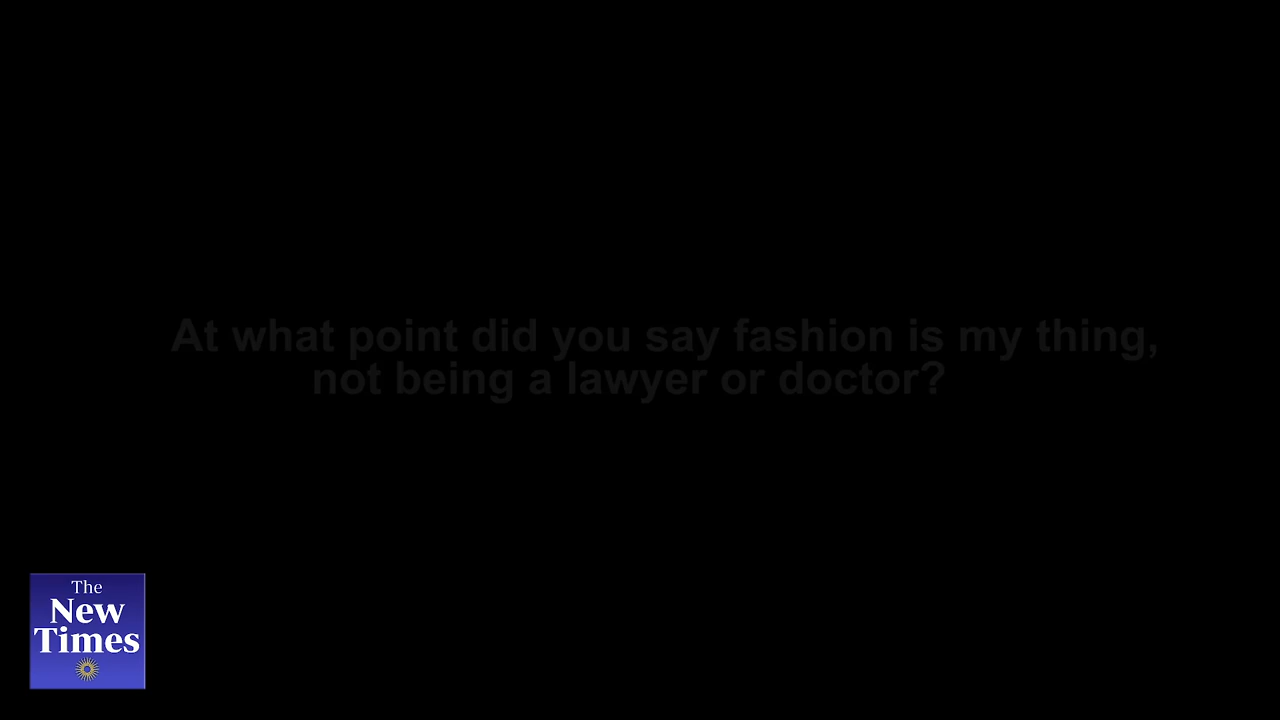 At what point did you say fashion is my thing,
not being a lawyer or doctor?
The
New
Times